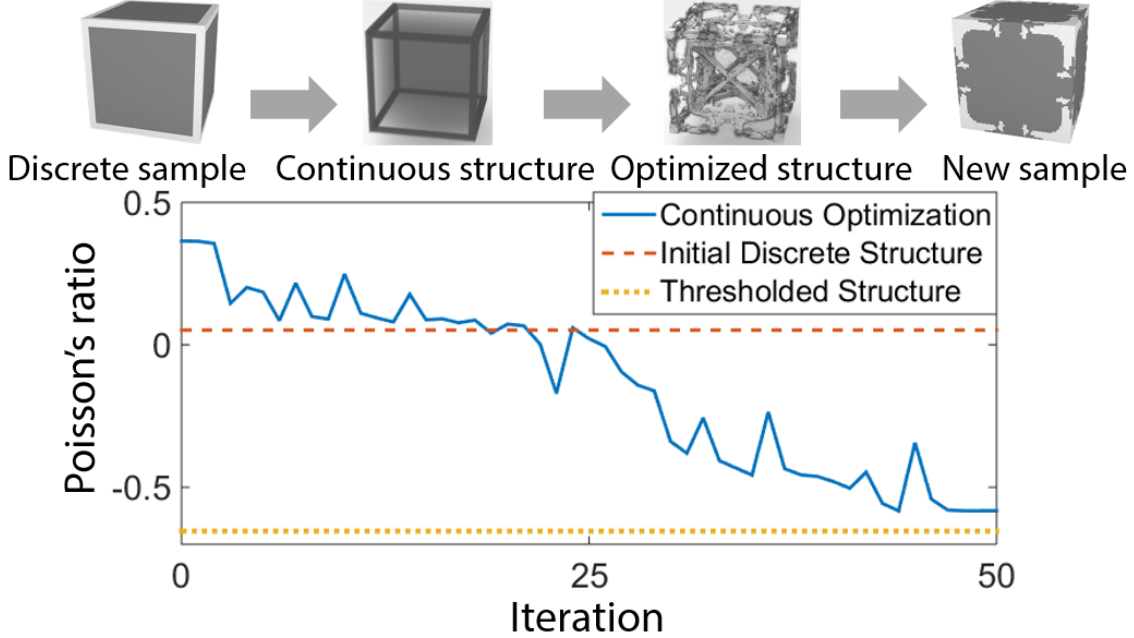 Discrete sample
Continuous structure
Optimized structure
New sample
Poisson's ratio
0.5
0
-0.5
Continuous Optimization
Initial Discrete Structure
Thresholded Structure
0
25
50
Iteration